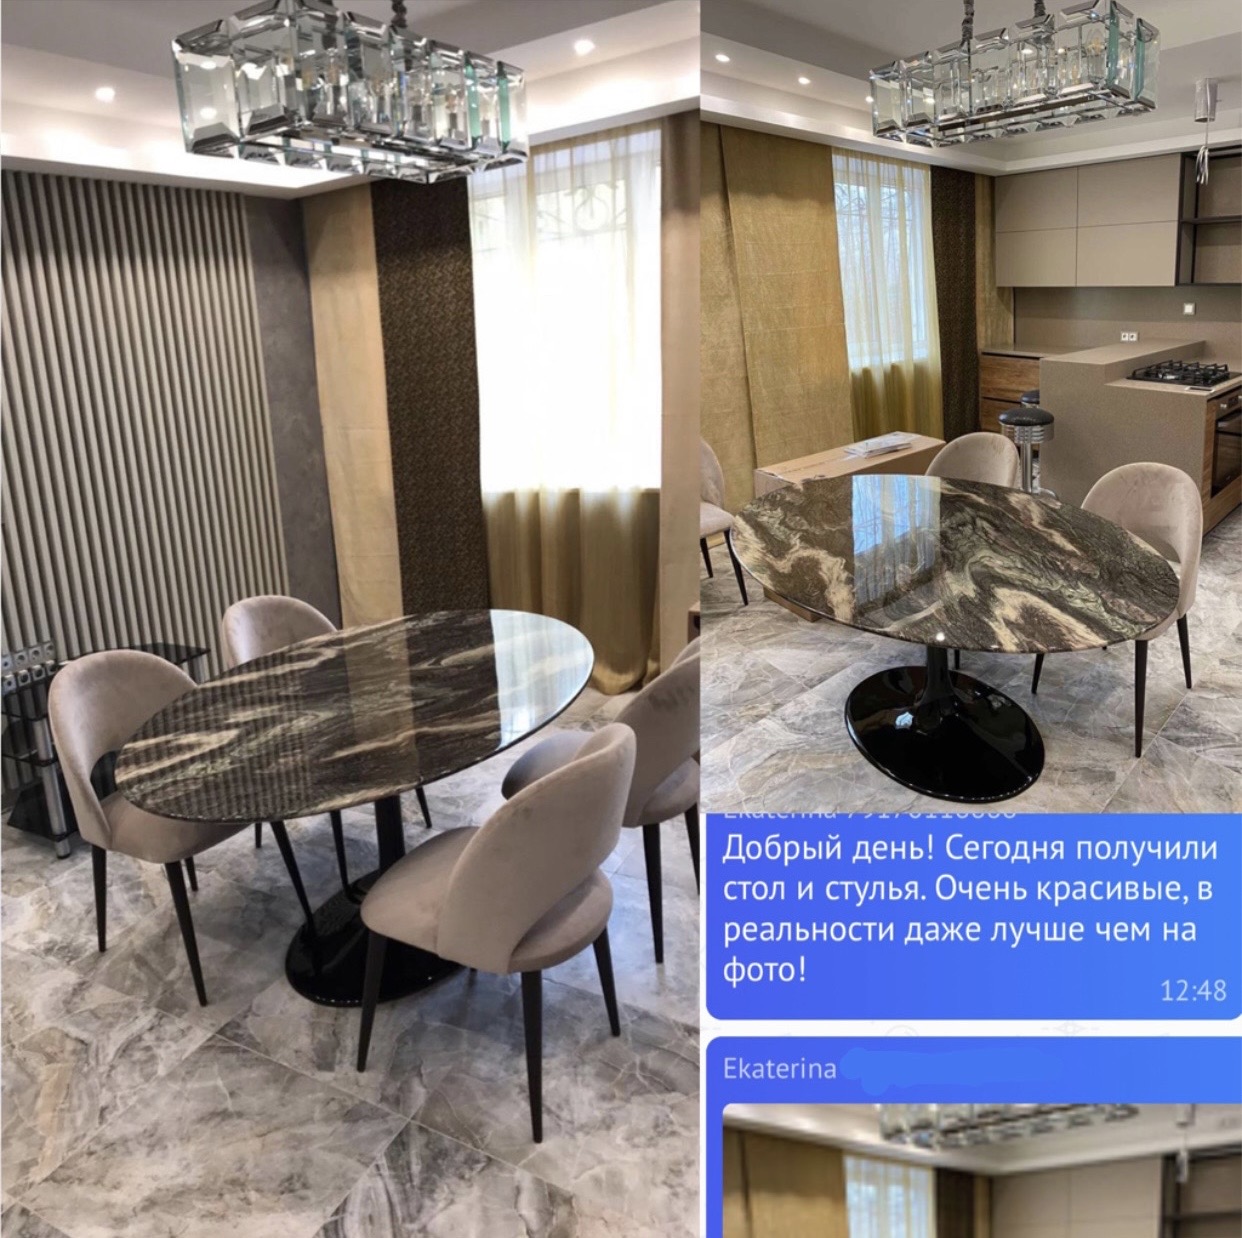 Добрый день! Сегодня получили
стол и стулья. Очень красивые, в
реальности даже лучше чем на
фото!
12:48
Ekaterina